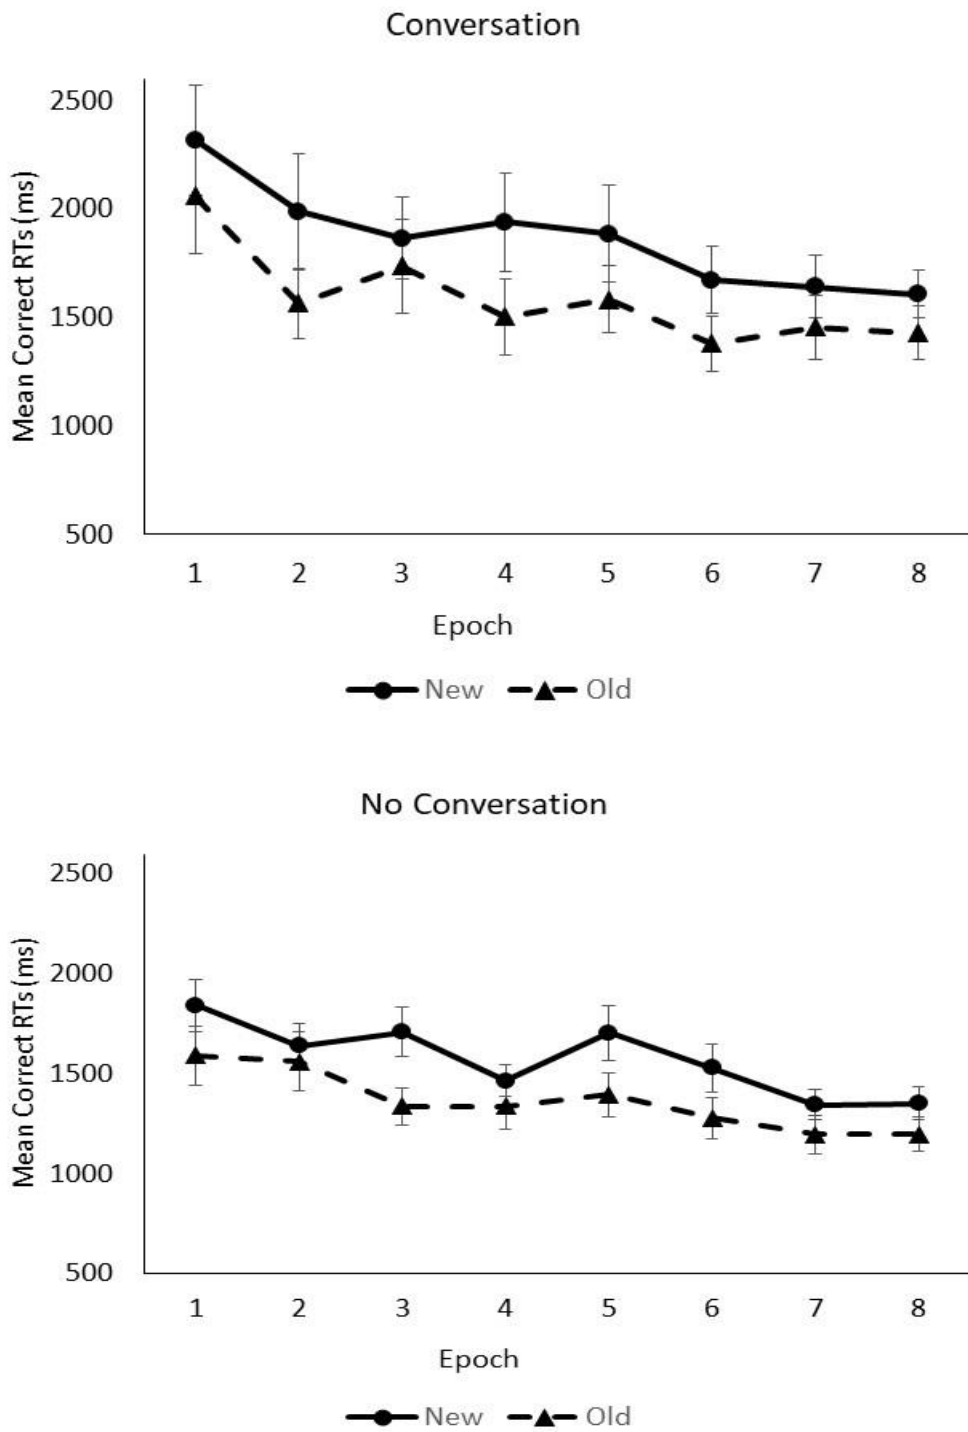 Conversation
2500
2000
1500
1000
500
Mean Correct RTs (ms)
1 2 3 4 5 6 7 8
Epoch
New Old
No Conversation
2500
2000
1500
1000
500
Mean Correct RTs (ms)
1 2 3 4 5 6 7 8
Epoch
New Old